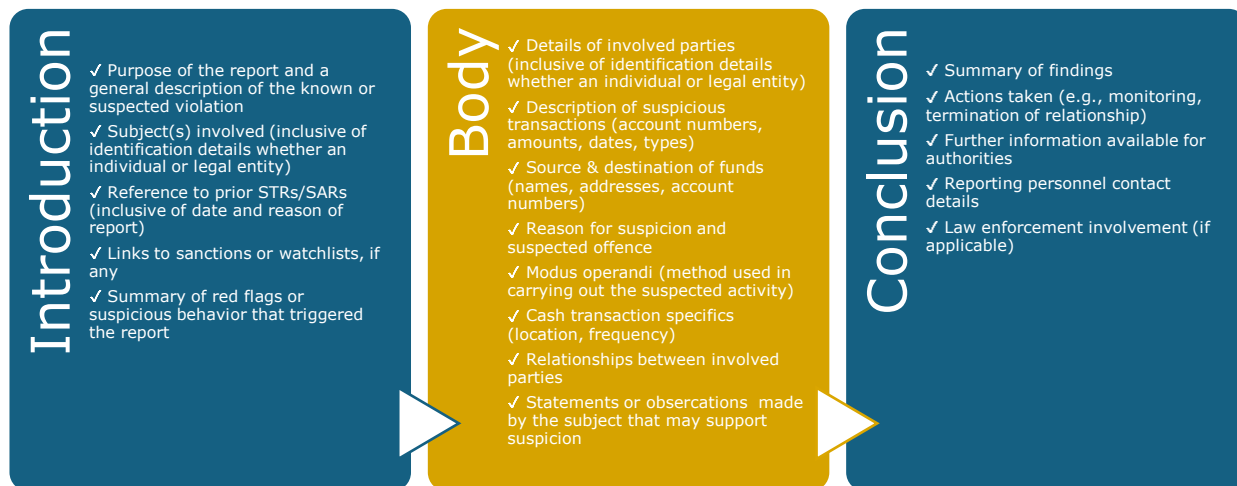 Introduction
✓ Purpose of the report and a
general description of the known or
suspected violation
✓ Subject(s) involved (inclusive of
identification details whether an
individual or legal entity)
✓ Reference to prior STRs/SARs
(inclusive of date and reason of
report)
✓ Links to sanctions or watchlists, if
any
✓ Summary of red flags or
suspicious behavior that triggered
the report
Body
✓ Details of involved parties
(inclusive of identification details
whether an individual or legal entity)
✓ Description of suspicious
transactions (account numbers,
amounts, dates, types)
✓ Source & destination of funds
(names, addresses, account
numbers)
✓ Reason for suspicion and
suspected offence
✓ Modus operandi (method used in
carrying out the suspected activity)
✓ Cash transaction specifics
(location, frequency)
✓ Relationships between involved
parties
✓ Statements or obsercations made
by the subject that may support
suspicion
Conclusion
✓ Summary of findings
✓ Actions taken (e.g., monitoring,
termination of relationship)
✓ Further information available for
authorities
✓ Reporting personnel contact
details
✓ Law enforcement involvement (if
applicable)